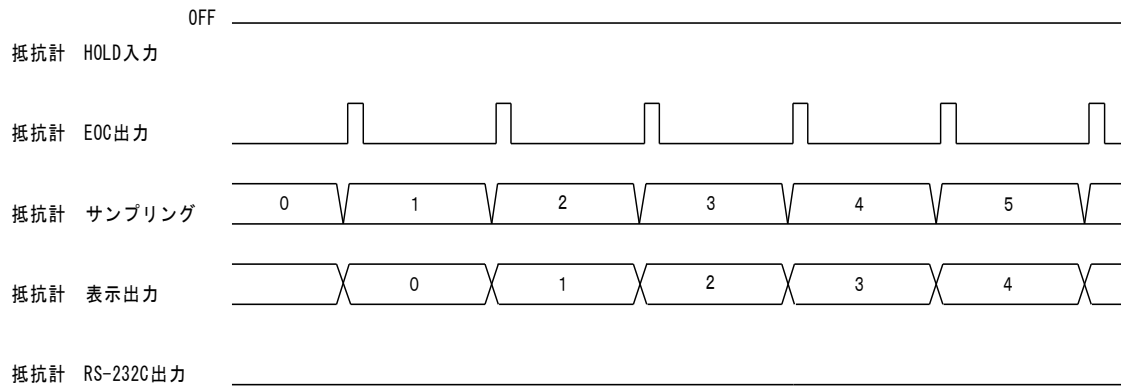 OFF
抵抗計 HOLD入力
抵抗計 EOC出力
抵抗計 サンプリング 0 1 2 3 4 5
抵抗計 表示出力 0 1 2 3 4
抵抗計 RS-232C出力